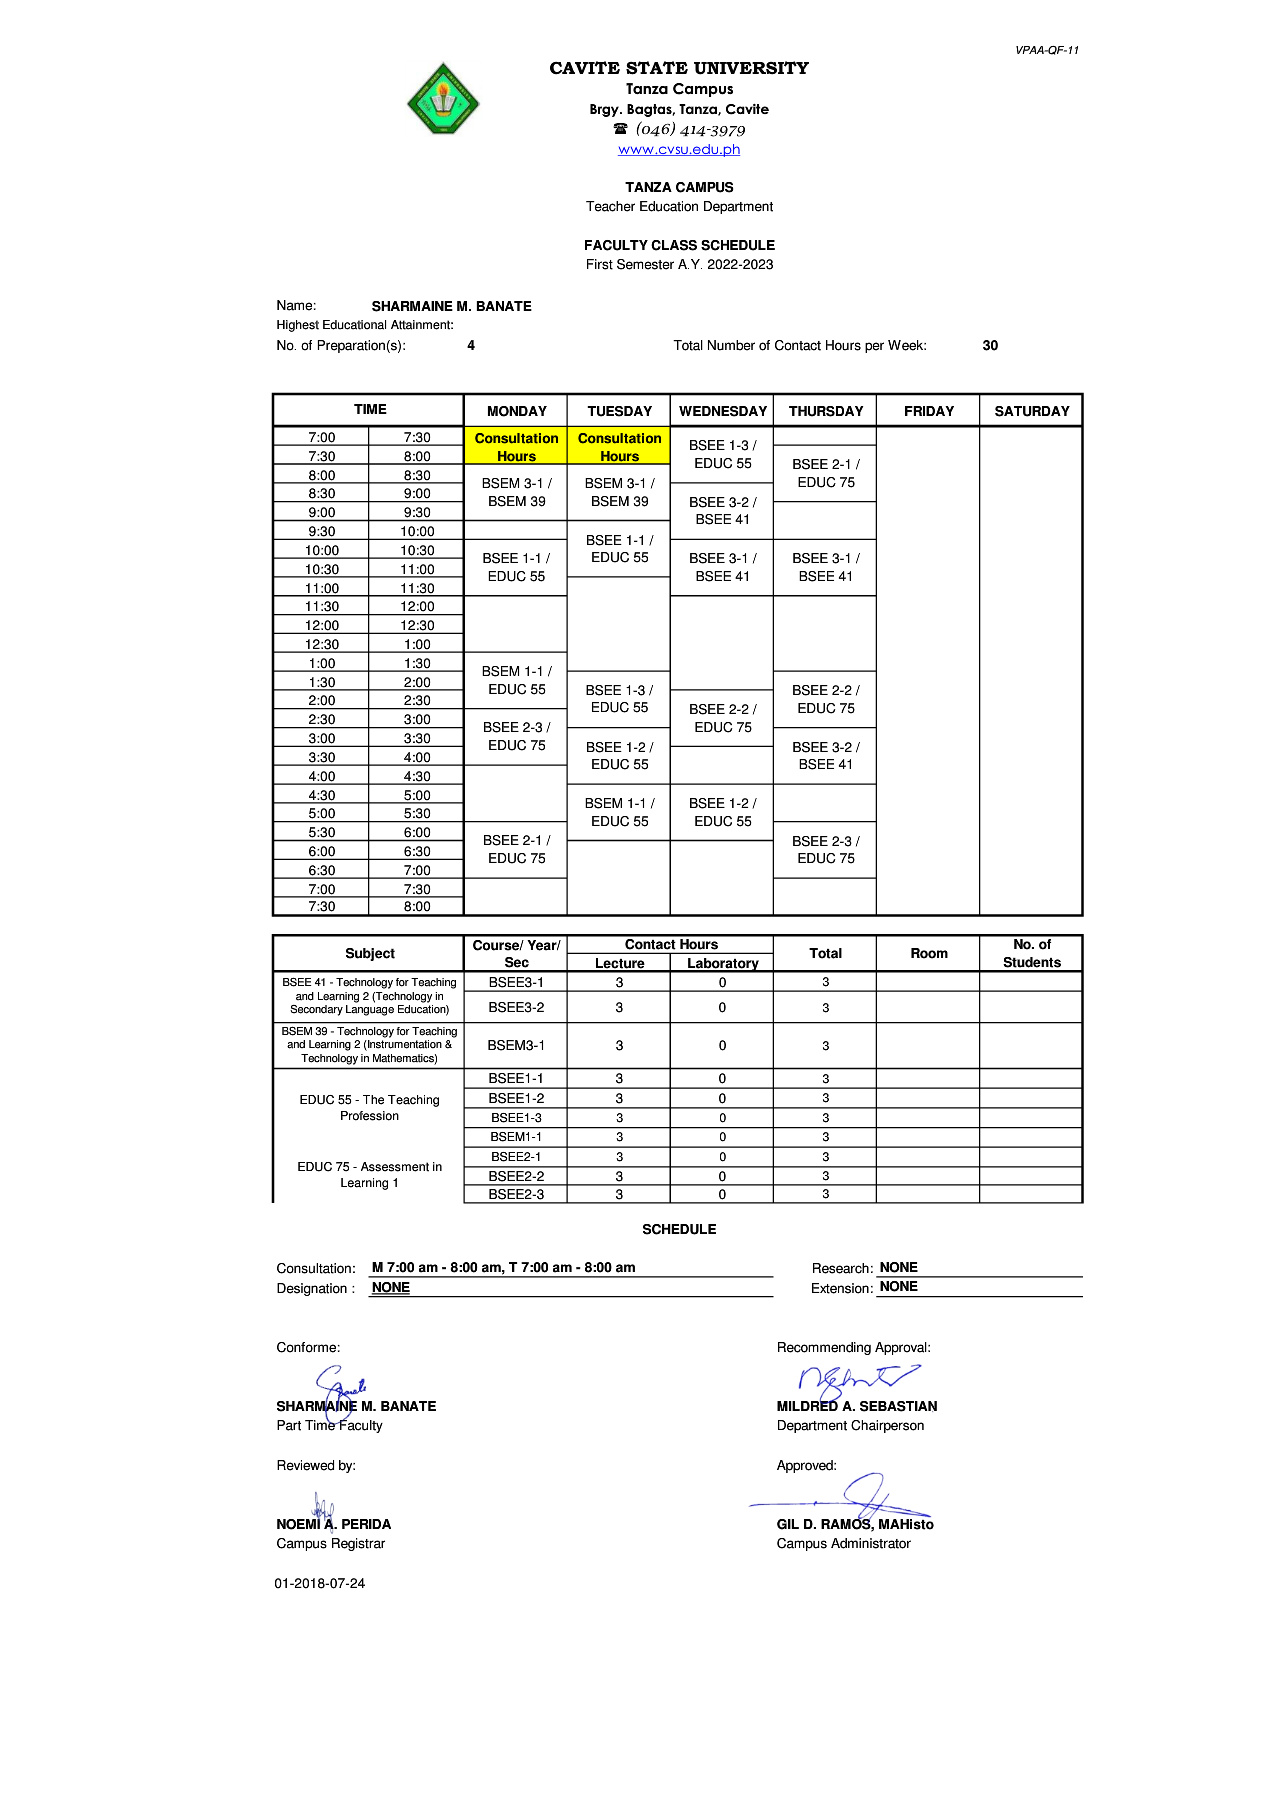 VPAA-QF-11
CAVITE STATE UNIVERSITY
Tanza Campus
Brgy. Bagtas, Tanza, Cavite
☎ (046) 414-3979
www.cvsu.edu.ph
TANZA CAMPUS
Teacher Education Department
FACULTY CLASS SCHEDULE
First Semester A.Y. 2022-2023
Name: SHARMAINE M. BANATE
Highest Educational Attainment:
No. of Preparation(s): 4 Total Number of Contact Hours per Week: 30
TIME MONDAY TUESDAY WEDNESDAY THURSDAY FRIDAY SATURDAY
7:00 7:30
7:30 8:00
8:00 8:30
8:30 9:00
9:00 9:30
9:30 10:00
10:00 10:30
10:30 11:00
11:00 11:30
11:30 12:00
12:00 12:30
12:30 1:00
1:00 1:30
1:30 2:00
2:00 2:30
2:30 3:00
3:00 3:30
3:30 4:00
4:00 4:30
4:30 5:00
5:00 5:30
5:30 6:00
6:00 6:30
6:30 7:00
7:00 7:30
7:30 8:00
Consultation
Hours
BSEM 3-1 /
BSEM 39
BSEE 1-1 /
EDUC 55
BSEM 1-1 /
EDUC 55
BSEE 2-3 /
EDUC 75
BSEE 2-1 /
EDUC 75
Consultation
Hours
BSEM 3-1 /
BSEM 39
BSEE 1-1 /
EDUC 55
BSEE 1-3 /
EDUC 55
BSEE 1-2 /
EDUC 55
BSEM 1-1 /
EDUC 55
BSEE 1-3 /
EDUC 55
BSEE 3-2 /
BSEE 41
BSEE 3-1 /
BSEE 41
BSEE 2-2 /
EDUC 75
BSEE 1-2 /
EDUC 55
BSEE 2-1 /
EDUC 75
BSEE 3-1 /
BSEE 41
BSEE 2-2 /
EDUC 75
BSEE 3-2 /
BSEE 41
BSEE 2-3 /
EDUC 75
Subject Course/ Year/ Contact Hours Total Room No. of
Sec Lecture Laboratory Students
BSEE 41 - Technology for Teaching
and Learning 2 (Technology in
Secondary Language Education)
BSEE3-1 3 0 3
BSEE3-2 3 0 3
BSEM 39 - Technology for Teaching
and Learning 2 (Instrumentation &
Technology in Mathematics)
BSEM3-1 3 0 3
EDUC 55 - The Teaching
Profession
BSEE1-1 3 0 3
BSEE1-2 3 0 3
BSEE1-3 3 0 3
BSEM1-1 3 0 3
EDUC 75 - Assessment in
Learning 1
BSEE2-1 3 0 3
BSEE2-2 3 0 3
BSEE2-3 3 0 3
SCHEDULE
Consultation: M 7:00 am - 8:00 am, T 7:00 am - 8:00 am Research: NONE
Designation : NONE Extension: NONE
Conforme: Recommending Approval:
SHARMAINE M. BANATE MILDRED A. SEBASTIAN
Part Time Faculty Department Chairperson
Reviewed by: Approved:
NOEMI A. PERIDA GIL D. RAMOS, MAHisto
Campus Registrar Campus Administrator
01-2018-07-24